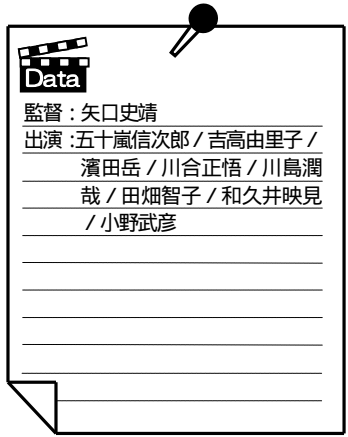 Data
監督：矢口史靖
出演：五十嵐信次郎／吉高由里子／
濱田岳／川合正悟／川島潤
哉／田畑智子／和久井映見
／小野武彦